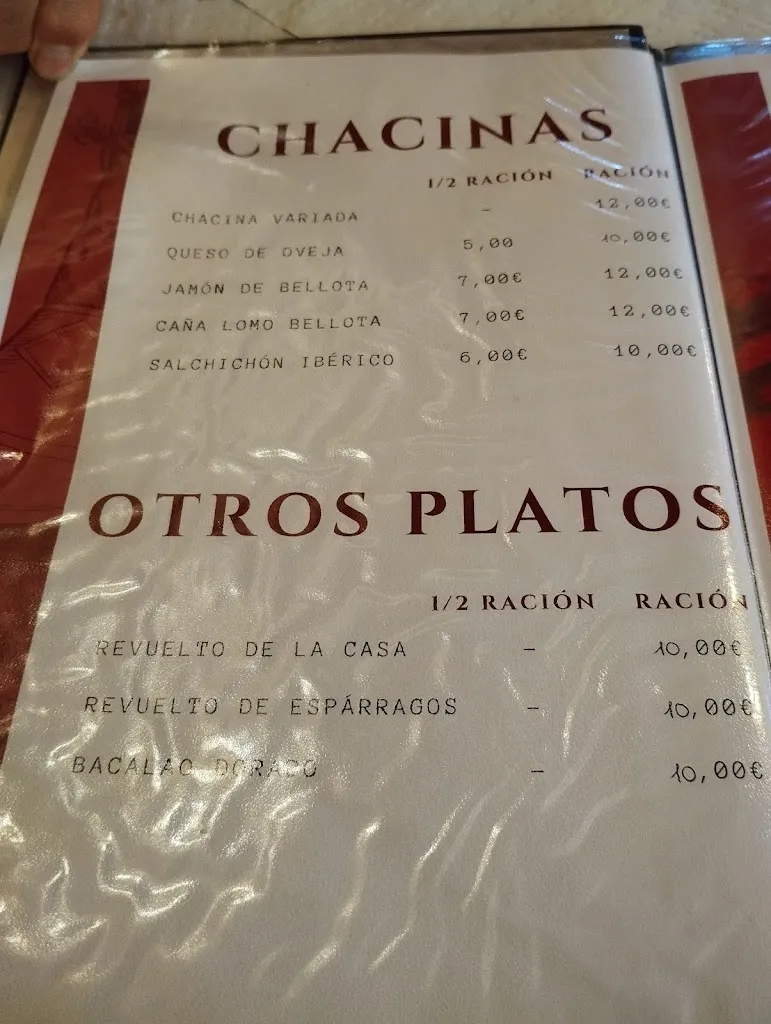 CHACINAS
1/2 RACIÓN RACIÓN
CHACINA VARIADA - 12,00€
QUESO DE OVEJA 5,00 10,00€
JAMÓN DE BELLOTA 7,00€ 12,00€
CAÑA LOMO BELLOTA 7,00€ 12,00€
SALCHICHÓN IBÉRICO 6,00€ 10,00€
OTROS PLATOS
1/2 RACIÓN RACIÓN
REVUELTO DE LA CASA - 10,00€
REVUELTO DE ESPÁRRAGOS - 10,00€
BACALAO DORADO - 10,00€